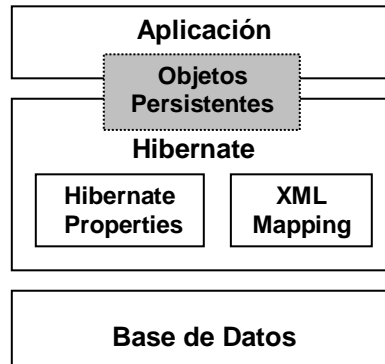 Aplicación
Objetos
Persistentes
Hibernate
Hibernate
Properties
XML
Mapping
Base de Datos